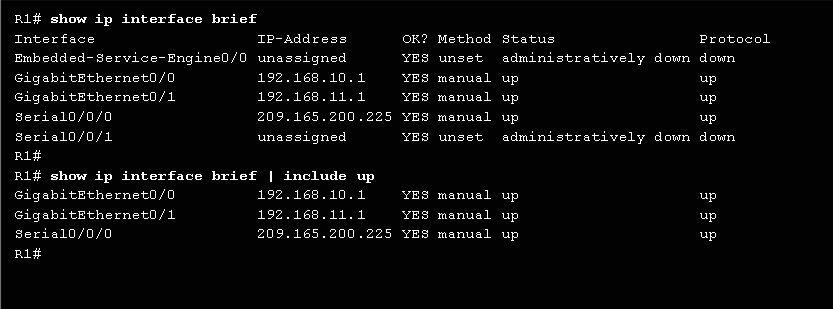 R1# show ip interface brief
Interface                  IP-Address      OK? Method Status                Protocol
Embedded-Service-Engine0/0 unassigned      YES unset  administratively down down
GigabitEthernet0/0         192.168.10.1    YES manual up                    up
GigabitEthernet0/1         192.168.11.1    YES manual up                    up
Serial0/0/0                209.165.200.225 YES manual up                    up
Serial0/0/1                unassigned      YES unset  administratively down down
R1#
R1# show ip interface brief | include up
GigabitEthernet0/0         192.168.10.1    YES manual up                    up
GigabitEthernet0/1         192.168.11.1    YES manual up                    up
Serial0/0/0                209.165.200.225 YES manual up                    up
R1#